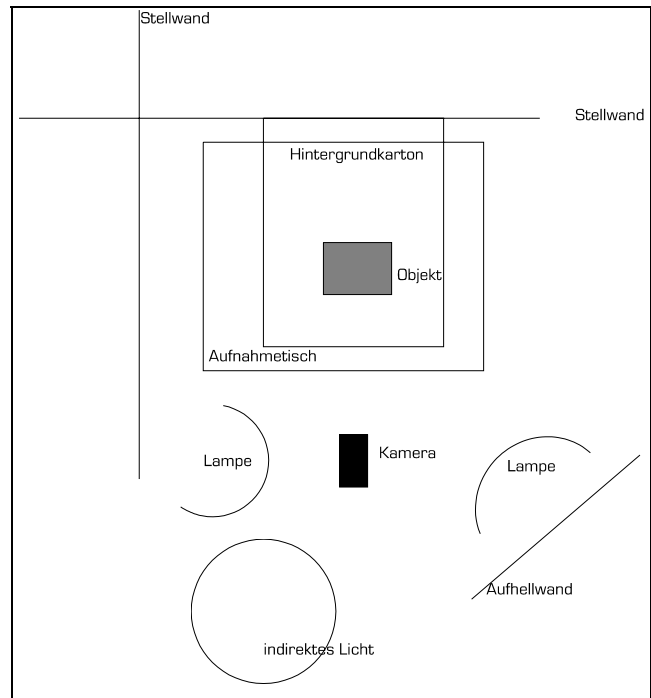 Stellwand
Stellwand
Hintergrundkarton
Objekt
Aufnahmetisch
Kamera
Lampe
Lampe
Aufhellwand
indirektes Licht